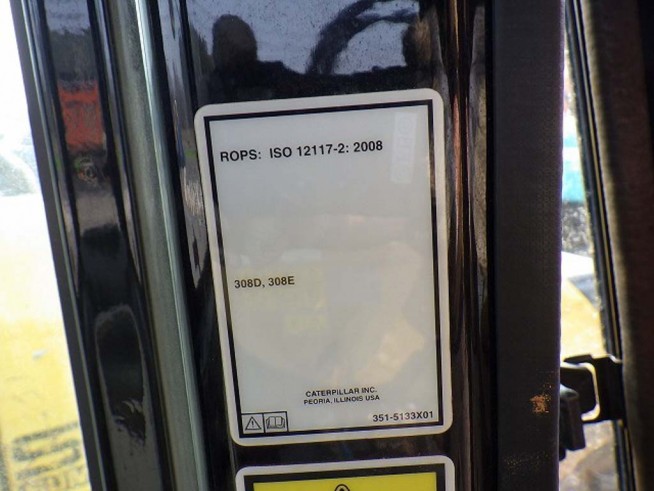 ROPS: ISO 12117-2: 2008
308D, 308E
CATERPILLAR INC.
PEORIA, ILLINOIS USA
351-5133X01